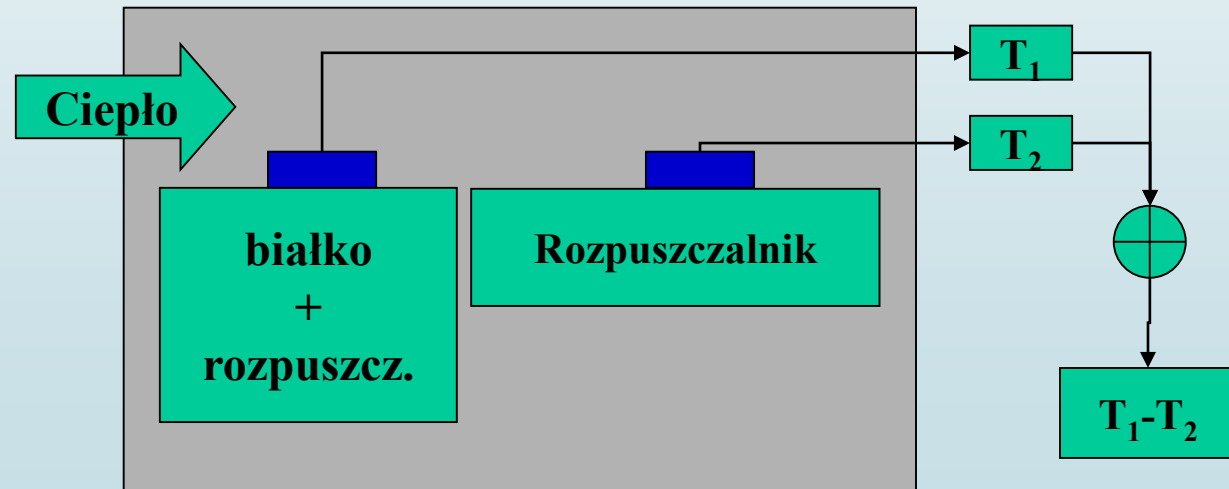 Ciepło
T₁
T₂
białko
+
rozpuszcz.
Rozpuszczalnik
T₁-T₂